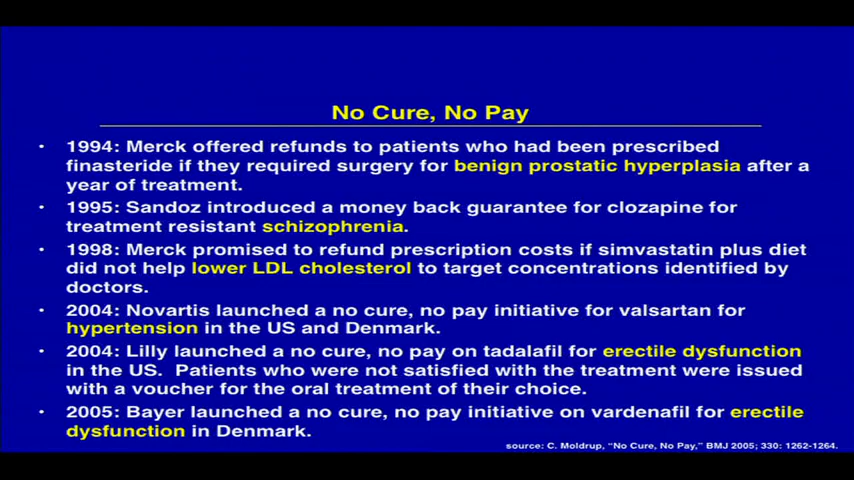 No Cure, No Pay
• 1994: Merck offered refunds to patients who had been prescribed
finasteride if they required surgery for benign prostatic hyperplasia after a
year of treatment.
• 1995: Sandoz introduced a money back guarantee for clozapine for
treatment resistant schizophrenia.
• 1998: Merck promised to refund prescription costs if simvastatin plus diet
did not help lower LDL cholesterol to target concentrations identified by
doctors.
• 2004: Novartis launched a no cure, no pay initiative for valsartan for
hypertension in the US and Denmark.
• 2004: Lilly launched a no cure, no pay on tadalafil for erectile dysfunction
in the US. Patients who were not satisfied with the treatment were issued
with a voucher for the oral treatment of their choice.
• 2005: Bayer launched a no cure, no pay initiative on vardenafil for erectile
dysfunction in Denmark.
source: C. Moldrup, "No Cure, No Pay," BMJ 2005; 330: 1262-1264.